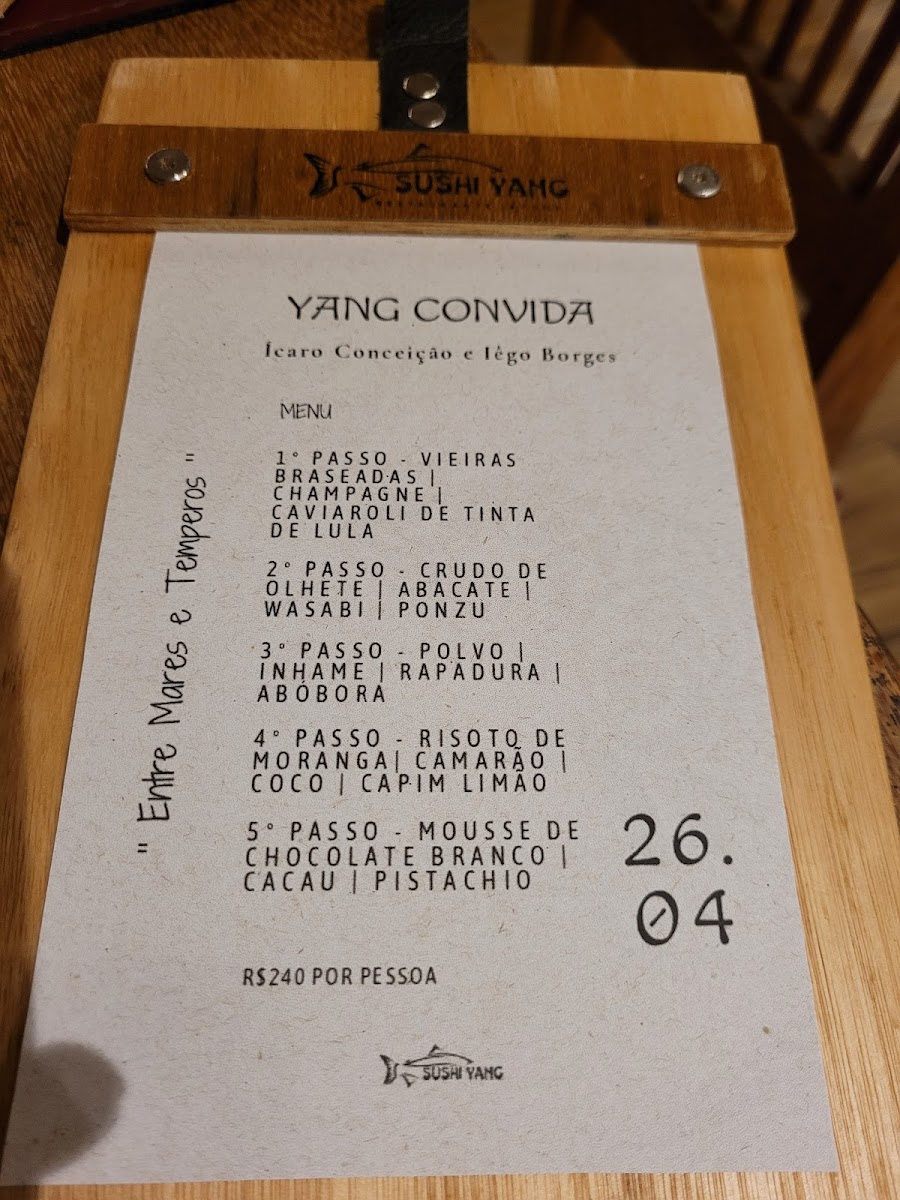 SUSHI YANG
YANG CONVIDA
Ícaro Conceição e Iêgo Borges
MENU
" Entre Mares e Temperos "
1° PASSO - VIEIRAS
BRASEADAS |
CHAMPAGNE |
CAVIAROLI DE TINTA
DE LULA
2° PASSO - CRUDO DE
OLHETE | ABACATE |
WASABI | PONZU
3° PASSO - POLVO |
INHAME | RAPADURA |
ABÓBORA
4° PASSO - RISOTO DE
MORANGA| CAMARÃO |
COCO | CAPIM LIMÃO
5° PASSO - MOUSSE DE
CHOCOLATE BRANCO |
CACAU | PISTACHIO
26.
04
R$240 POR PESSOA
SUSHI YANG